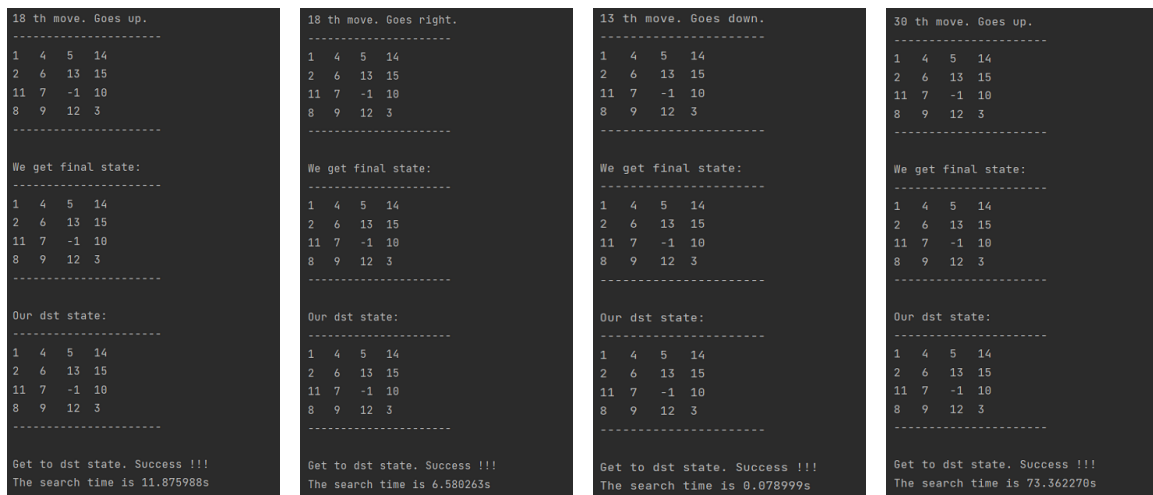 18 th move. Goes up.
----------------------
1 4 5 14
2 6 13 15
11 7 -1 10
8 9 12 3
----------------------
We get final state:
----------------------
1 4 5 14
2 6 13 15
11 7 -1 10
8 9 12 3
----------------------
Our dst state:
----------------------
1 4 5 14
2 6 13 15
11 7 -1 10
8 9 12 3
----------------------
Get to dst state. Success !!!
The search time is 11.875988s
18 th move. Goes right.
----------------------
1 4 5 14
2 6 13 15
11 7 -1 10
8 9 12 3
----------------------
We get final state:
----------------------
1 4 5 14
2 6 13 15
11 7 -1 10
8 9 12 3
----------------------
Our dst state:
----------------------
1 4 5 14
2 6 13 15
11 7 -1 10
8 9 12 3
----------------------
Get to dst state. Success !!!
The search time is 6.580263s
13 th move. Goes down.
----------------------
1 4 5 14
2 6 13 15
11 7 -1 10
8 9 12 3
----------------------
We get final state:
----------------------
1 4 5 14
2 6 13 15
11 7 -1 10
8 9 12 3
----------------------
Our dst state:
----------------------
1 4 5 14
2 6 13 15
11 7 -1 10
8 9 12 3
----------------------
Get to dst state. Success !!!
The search time is 0.078999s
30 th move. Goes up.
----------------------
1 4 5 14
2 6 13 15
11 7 -1 10
8 9 12 3
----------------------
We get final state:
----------------------
1 4 5 14
2 6 13 15
11 7 -1 10
8 9 12 3
----------------------
Our dst state:
----------------------
1 4 5 14
2 6 13 15
11 7 -1 10
8 9 12 3
----------------------
Get to dst state. Success !!!
The search time is 73.362270s